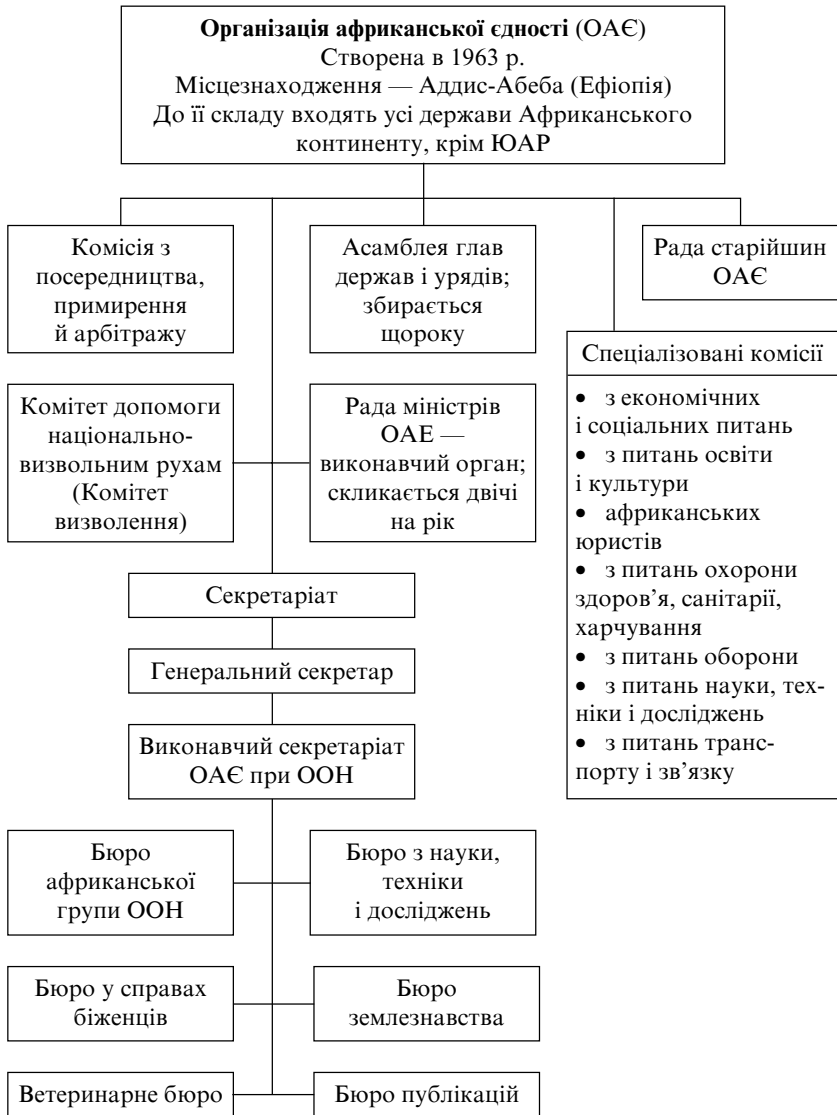 Організація африканської єдності (ОАЄ)
Створена в 1963 р.
Місцезнаходження — Аддис-Абеба (Ефіопія)
До її складу входять усі держави Африканського
континенту, крім ЮАР
Комісія з
посередництва,
примирення
й арбітражу
Асамблея глав
держав і урядів;
збирається
щороку
Рада старійшин
ОАЄ
Комітет допомоги
національно-
визвольним рухам
(Комітет
визволення)
Рада міністрів
ОАЕ —
виконавчий орган;
скликається двічі
на рік
Спеціалізовані комісії
• з економічних
і соціальних питань
• з питань освіти
і культури
• африканських
юристів
• з питань охорони
здоров’я, санітарії,
харчування
• з питань оборони
• з питань науки, тех-
ніки і досліджень
• з питань транс-
порту і зв’язку
Секретаріат
Генеральний секретар
Виконавчий секретаріат
ОАЄ при ООН
Бюро
африканської
групи ООН
Бюро з науки,
техніки
і досліджень
Бюро у справах
біженців
Бюро
землезнавства
Ветеринарне бюро
Бюро публікацій